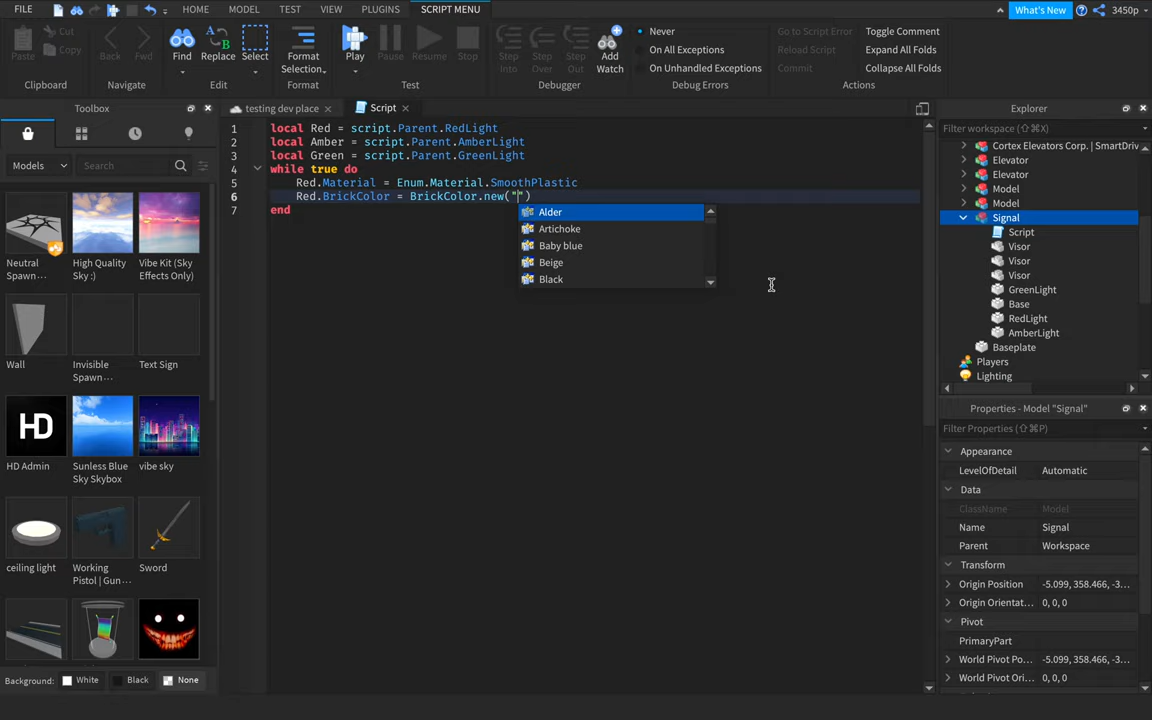 FILE HOME MODEL TEST VIEW PLUGINS SCRIPT MENU What's New 3450p
Paste Cut Copy Back Fwd Find Replace Select Format Selection Play Pause Resume Stop Step Into Step Over Step Out Add Watch
Never
On All Exceptions
On Unhandled Exceptions
Go to Script Error
Reload Script
Commit
Toggle Comment
Expand All Folds
Collapse All Folds
Clipboard Navigate Edit Format Test Debugger Debug Errors Actions
Toolbox
Models Search
Neutral Spawn...
High Quality Sky :)
Vibe Kit (Sky Effects Only)
Wall
Invisible Spawn...
Text Sign
HD
HD Admin
Sunless Blue Sky Skybox
vibe sky
ceiling light
Working Pistol | Gun...
Sword
Background: White Black None
testing dev place Script
1 local Red = script.Parent.RedLight
2 local Amber = script.Parent.AmberLight
3 local Green = script.Parent.GreenLight
4 while true do
5 Red.Material = Enum.Material.SmoothPlastic
6 Red.BrickColor = BrickColor.new("")
7 end
Alder
Artichoke
Baby blue
Beige
Black
Explorer
Filter workspace (⇧⌘X)
Cortex Elevators Corp. | SmartDriv
Elevator
Elevator
Model
Model
Signal
Script
Visor
Visor
Visor
GreenLight
Base
RedLight
AmberLight
Baseplate
Players
Lighting
Properties - Model "Signal"
Filter Properties (⇧⌘P)
Appearance
LevelOfDetail Automatic
Data
ClassName Model
Name Signal
Parent Workspace
Transform
Origin Position -5.099, 358.466, -3...
Origin Orientat... 0, 0, 0
Pivot
PrimaryPart
World Pivot Po... -5.099, 358.466, -3...
World Pivot Ori... 0, 0, 0